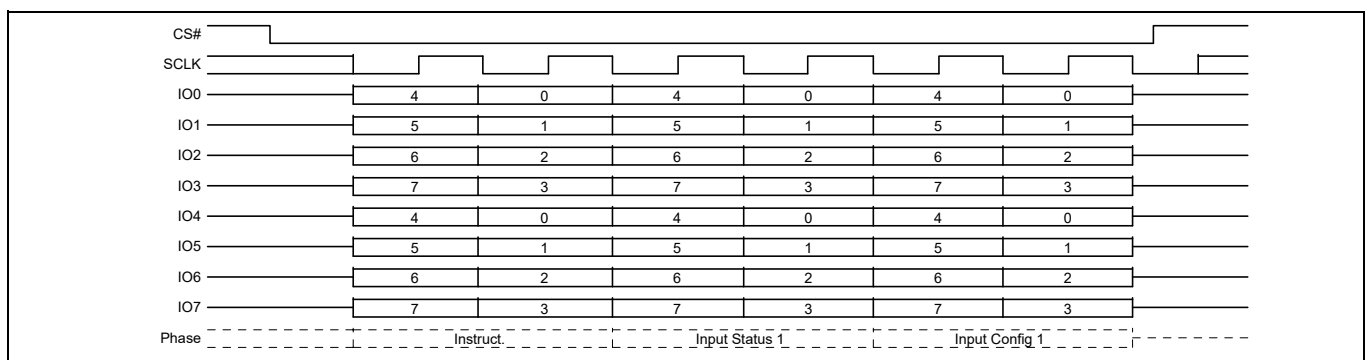 CS#
SCLK
IO0 4 0 4 0 4 0
IO1 5 1 5 1 5 1
IO2 6 2 6 2 6 2
IO3 7 3 7 3 7 3
IO4 4 0 4 0 4 0
IO5 5 1 5 1 5 1
IO6 6 2 6 2 6 2
IO7 7 3 7 3 7 3
Phase Instruct. Input Status 1 Input Config 1